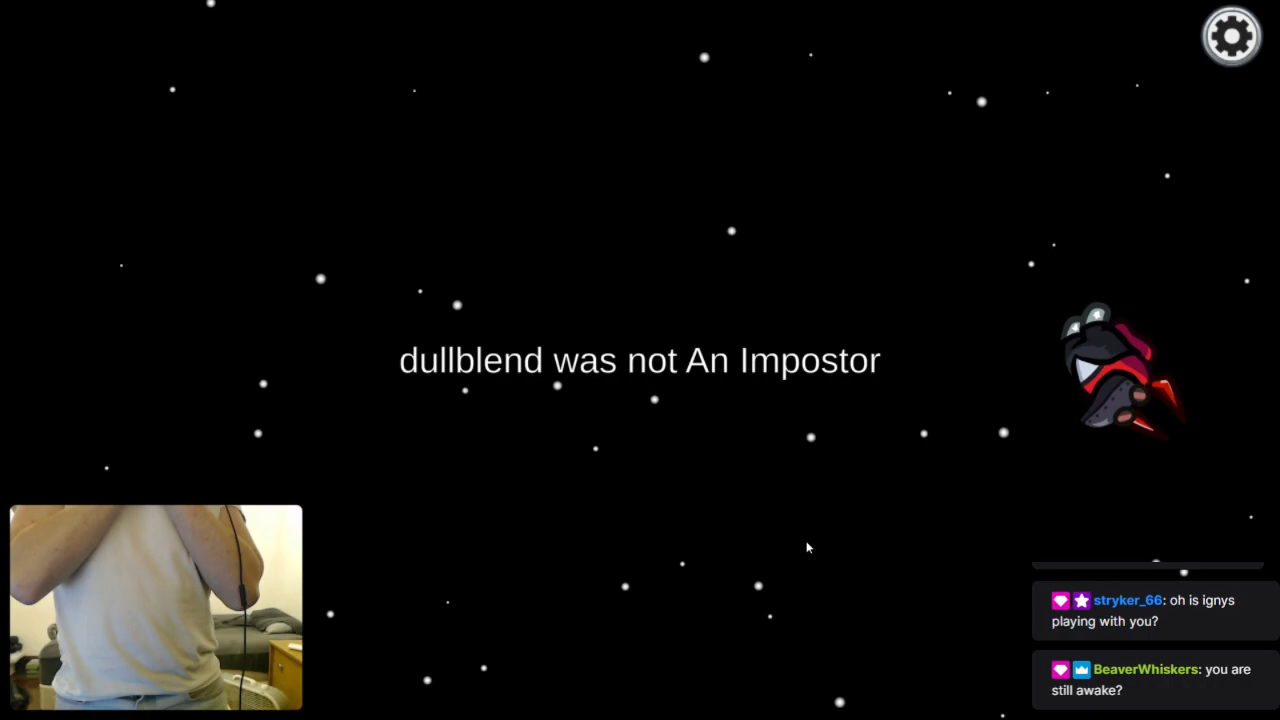 dullblend was not An Impostor
stryker_66: oh is ignys
playing with you?
BeaverWhiskers: you are
still awake?